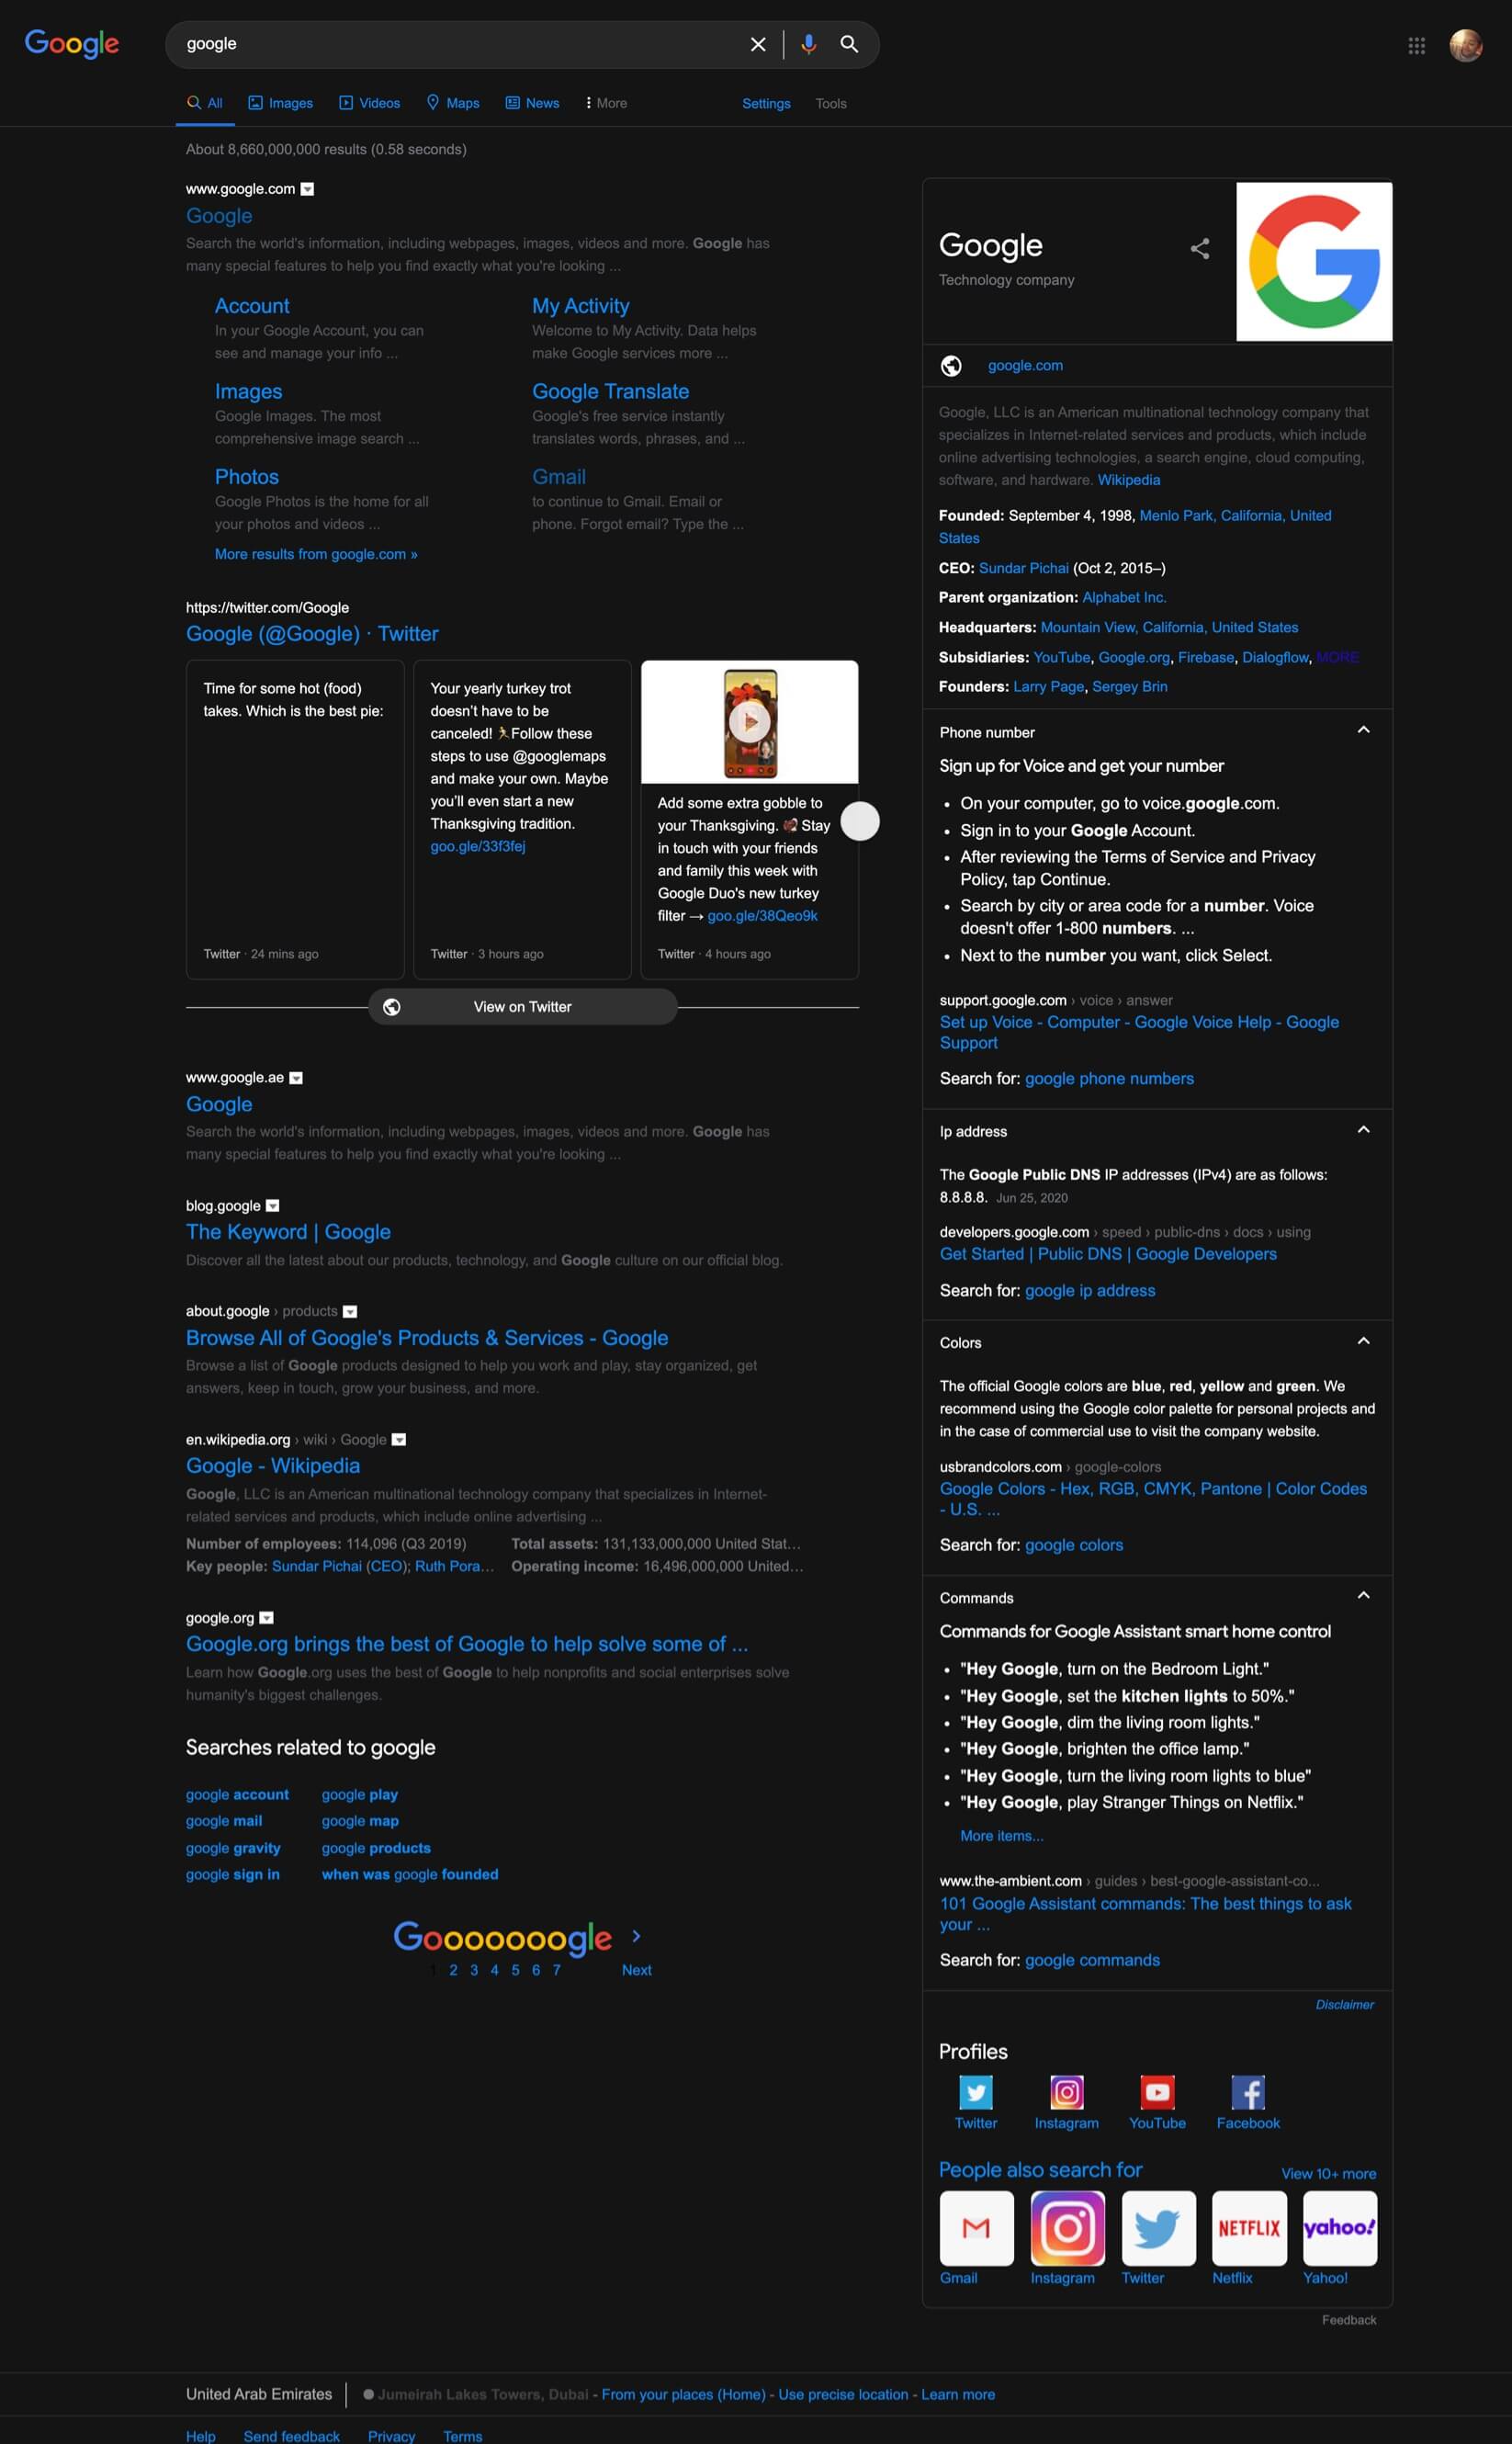 Google
google
All
Images
Videos
Maps
News
More
Settings
Tools
About 8,660,000,000 results (0.58 seconds)
www.google.com
Google
Search the world's information, including webpages, images, videos and more. Google has
many special features to help you find exactly what you're looking ...
Account
In your Google Account, you can
see and manage your info ...
My Activity
Welcome to My Activity. Data helps
make Google services more ...
Images
Google Images. The most
comprehensive image search ...
Google Translate
Google's free service instantly
translates words, phrases, and ...
Photos
Google Photos is the home for all
your photos and videos ...
Gmail
to continue to Gmail. Email or
phone. Forgot email? Type the ...
More results from google.com »
https://twitter.com/Google
Google (@Google) · Twitter
Time for some hot (food)
takes. Which is the best pie:
Twitter · 24 mins ago
Your yearly turkey trot
doesn't have to be
canceled! 🏃Follow these
steps to use @googlemaps
and make your own. Maybe
you'll even start a new
Thanksgiving tradition.
goo.gle/33f3fej
Twitter · 3 hours ago
Add some extra gobble to
your Thanksgiving. 🦃 Stay
in touch with your friends
and family this week with
Google Duo's new turkey
filter → goo.gle/38Qeo9k
Twitter · 4 hours ago
View on Twitter
www.google.ae
Google
Search the world's information, including webpages, images, videos and more. Google has
many special features to help you find exactly what you're looking ...
blog.google
The Keyword | Google
Discover all the latest about our products, technology, and Google culture on our official blog.
about.google › products
Browse All of Google's Products & Services - Google
Browse a list of Google products designed to help you work and play, stay organized, get
answers, keep in touch, grow your business, and more.
en.wikipedia.org › wiki › Google
Google - Wikipedia
Google, LLC is an American multinational technology company that specializes in Internet-
related services and products, which include online advertising ...
Number of employees: 114,096 (Q3 2019)
Total assets: 131,133,000,000 United Stat...
Key people: Sundar Pichai (CEO); Ruth Pora...
Operating income: 16,496,000,000 United...
google.org
Google.org brings the best of Google to help solve some of ...
Learn how Google.org uses the best of Google to help nonprofits and social enterprises solve
humanity's biggest challenges.
Searches related to google
google account
google play
google mail
google map
google gravity
google products
google sign in
when was google founded
Gooooooogle
1 2 3 4 5 6 7 Next
Google
Technology company
google.com
Google, LLC is an American multinational technology company that
specializes in Internet-related services and products, which include
online advertising technologies, a search engine, cloud computing,
software, and hardware. Wikipedia
Founded: September 4, 1998, Menlo Park, California, United
States
CEO: Sundar Pichai (Oct 2, 2015–)
Parent organization: Alphabet Inc.
Headquarters: Mountain View, California, United States
Subsidiaries: YouTube, Google.org, Firebase, Dialogflow, MORE
Founders: Larry Page, Sergey Brin
Phone number
Sign up for Voice and get your number
• On your computer, go to voice.google.com.
• Sign in to your Google Account.
• After reviewing the Terms of Service and Privacy
Policy, tap Continue.
• Search by city or area code for a number. Voice
doesn't offer 1-800 numbers. ...
• Next to the number you want, click Select.
support.google.com › voice › answer
Set up Voice - Computer - Google Voice Help - Google
Support
Search for: google phone numbers
Ip address
The Google Public DNS IP addresses (IPv4) are as follows:
8.8.8.8. Jun 25, 2020
developers.google.com › speed › public-dns › docs › using
Get Started | Public DNS | Google Developers
Search for: google ip address
Colors
The official Google colors are blue, red, yellow and green. We
recommend using the Google color palette for personal projects and
in the case of commercial use to visit the company website.
usbrandcolors.com › google-colors
Google Colors - Hex, RGB, CMYK, Pantone | Color Codes
- U.S. ...
Search for: google colors
Commands
Commands for Google Assistant smart home control
• "Hey Google, turn on the Bedroom Light."
• "Hey Google, set the kitchen lights to 50%."
• "Hey Google, dim the living room lights."
• "Hey Google, brighten the office lamp."
• "Hey Google, turn the living room lights to blue"
• "Hey Google, play Stranger Things on Netflix."
More items...
www.the-ambient.com › guides › best-google-assistant-co...
101 Google Assistant commands: The best things to ask
your ...
Search for: google commands
Disclaimer
Profiles
Twitter
Instagram
YouTube
Facebook
People also search for
View 10+ more
NETFLIX
yahoo!
Gmail
Instagram
Twitter
Netflix
Yahoo!
Feedback
United Arab Emirates
Jumeirah Lakes Towers, Dubai - From your places (Home) - Use precise location - Learn more
Help
Send feedback
Privacy
Terms